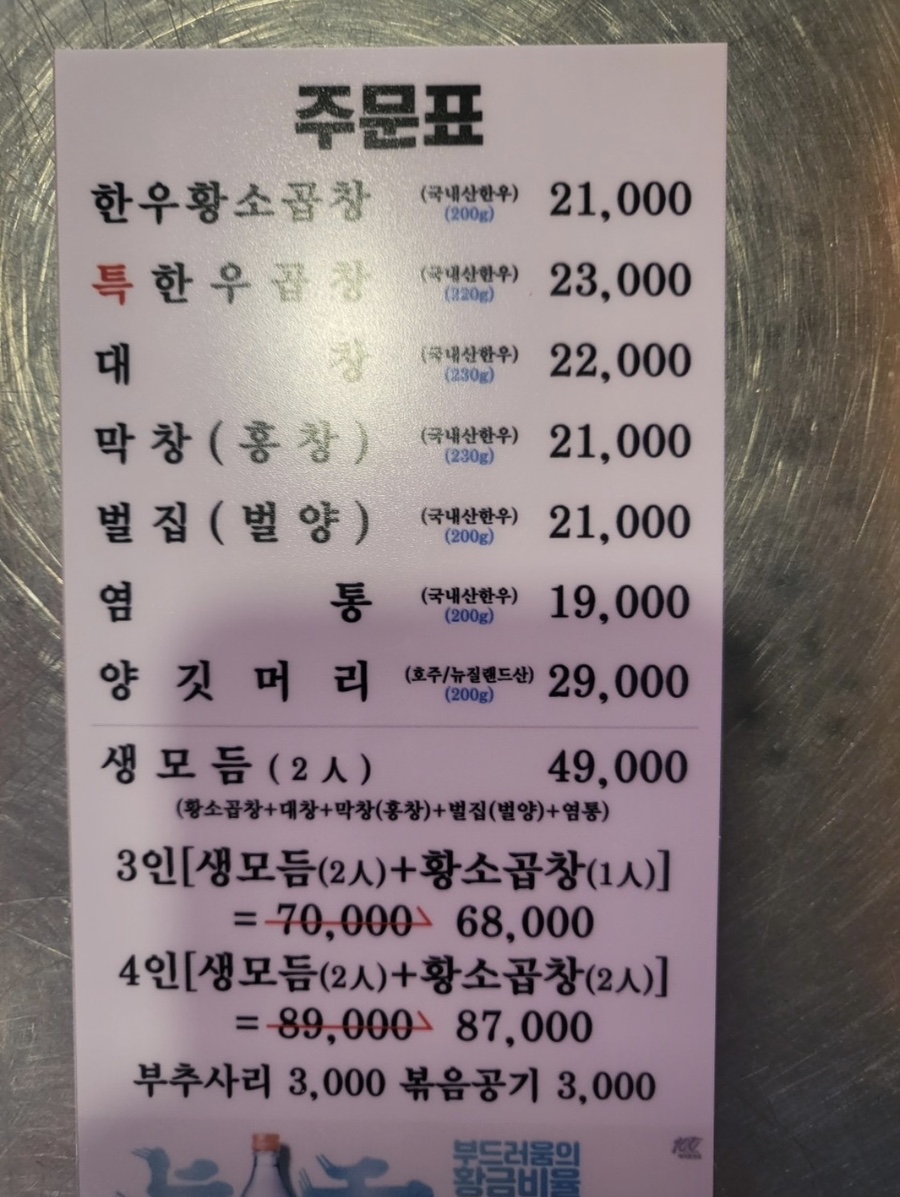 주문표
한우황소곱창 (국내산한우) (200g) 21,000
특한우곱창 (국내산한우) (220g) 23,000
대창 (국내산한우) (230g) 22,000
막창(홍창) (국내산한우) (230g) 21,000
벌집(벌양) (국내산한우) (200g) 21,000
염통 (국내산한우) (200g) 19,000
양깃머리 (호주/뉴질랜드산) (200g) 29,000
생모듬(2人) 49,000
(황소곱창+대창+막창(홍창)+벌집(벌양)+염통)
3인[생모듬(2人)+황소곱창(1人)]
= 70,000 68,000
4인[생모듬(2人)+황소곱창(2人)]
= 89,000 87,000
부추사리 3,000 볶음공기 3,000
부드러움의
황금비율